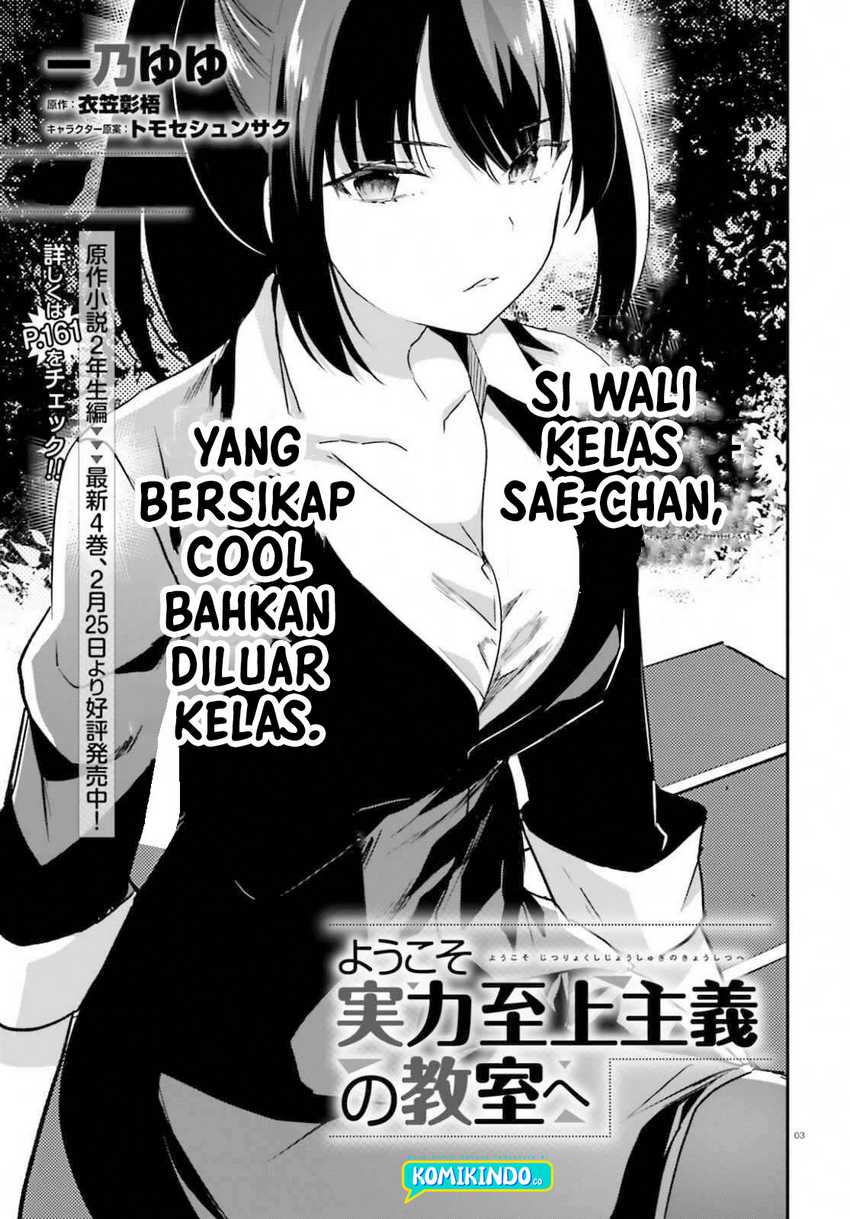 一乃ゆゆ
原作：衣笠彰梧
キャラクター原案：トモセシュンサク
原作小説2年生編▼▼▼最新4巻、2月25日より好評発売中！
詳しくはP.161をチェック!!
SI WALI
KELAS
SAE-CHAN,
YANG
BERSIKAP
COOL
BAHKAN
DILUAR
KELAS.
ようこそ
ようこそ じつりょくしじょうしゅぎのきょうしつへ
実力至上主義
の教室へ
03
KOMIKINDO.CO